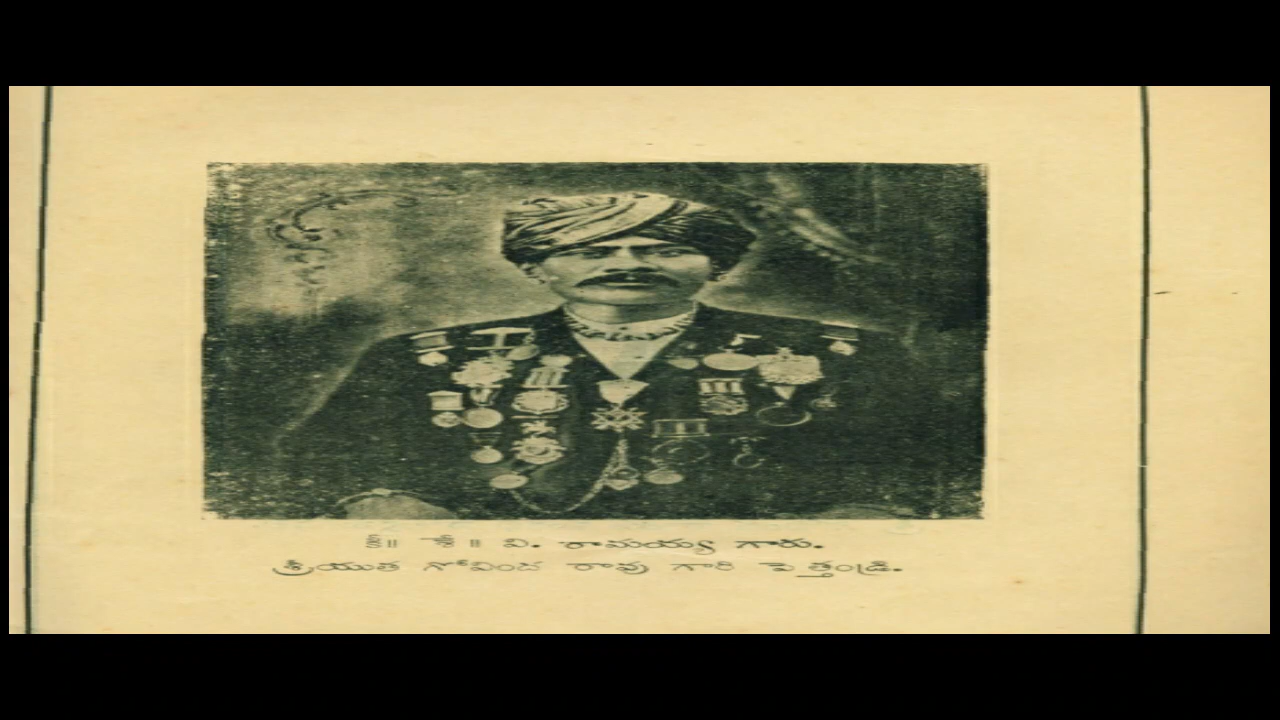 కీ॥ శే॥ వి. రామయ్య గారు.
శ్రీయుత గోవింద రావు గారి పెత్తండ్రి.